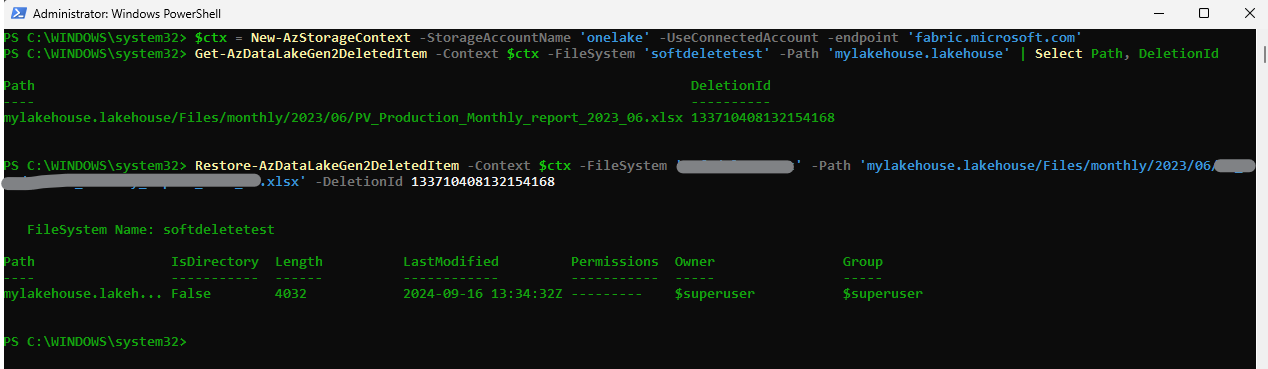 Administrator: Windows PowerShell
PS C:\WINDOWS\system32> $ctx = New-AzStorageContext -StorageAccountName 'onelake' -UseConnectedAccount -endpoint 'fabric.microsoft.com'
PS C:\WINDOWS\system32> Get-AzDataLakeGen2DeletedItem -Context $ctx -FileSystem 'softdeletetest' -Path 'mylakehouse.lakehouse' | Select Path, DeletionId
Path DeletionId
---- ----------
mylakehouse.lakehouse/Files/monthly/2023/06/PV_Production_Monthly_report_2023_06.xlsx 133710408132154168
PS C:\WINDOWS\system32> Restore-AzDataLakeGen2DeletedItem -Context $ctx -FileSystem ' ' -Path 'mylakehouse.lakehouse/Files/monthly/2023/06/
.xlsx' -DeletionId 133710408132154168
FileSystem Name: softdeletetest
Path IsDirectory Length LastModified Permissions Owner Group
---- ----------- ------ ------------ ----------- ----- -----
mylakehouse.lakeh... False 4032 2024-09-16 13:34:32Z --------- $superuser $superuser
PS C:\WINDOWS\system32>